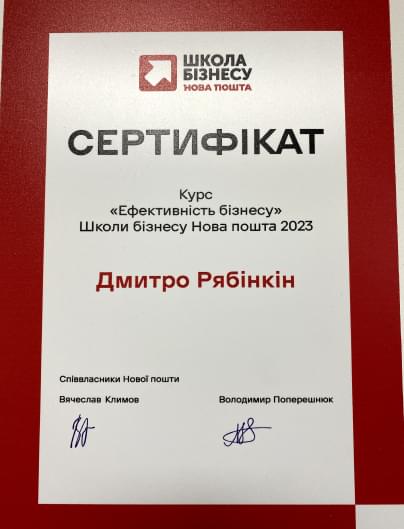 ШКОЛА
БІЗНЕСУ
НОВА ПОШТА
СЕРТИФІКАТ
Курс
«Ефективність бізнесу»
Школи бізнесу Нова пошта 2023
Дмитро Рябінкін
Співвласники Нової пошти
Вячеслав Климов
Володимир Поперешнюк